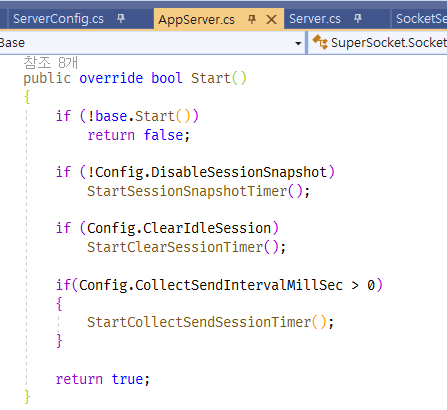 ServerConfig.cs AppServer.cs Server.cs SocketSe
Base SuperSocket.Socket
참조 8개
public override bool Start()
{
if (!base.Start())
return false;
if (!Config.DisableSessionSnapshot)
StartSessionSnapshotTimer();
if (Config.ClearIdleSession)
StartClearSessionTimer();
if(Config.CollectSendIntervalMillSec > 0)
{
StartCollectSendSessionTimer();
}
return true;
}